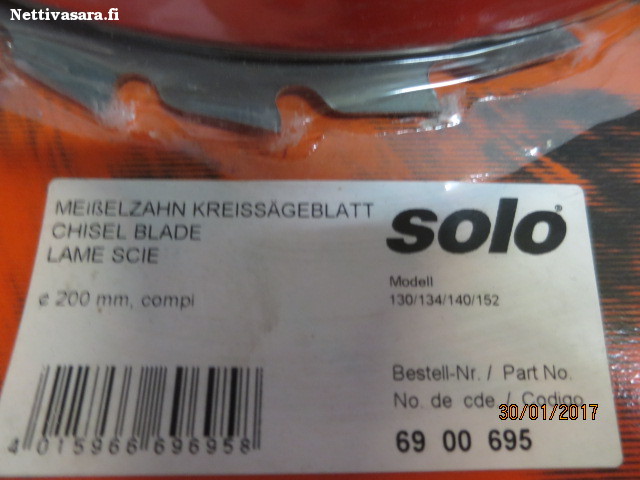 Nettivasara.fi
MEIßELZAHN KREISSÄGEBLATT
CHISEL BLADE
LAME SCIE
solo®
Modell
130/134/140/152
¢ 200 mm, compi
Bestell-Nr. / Part No.
No. de cde / Codigo
30/01/2017
69 00 695
4 015966 696958